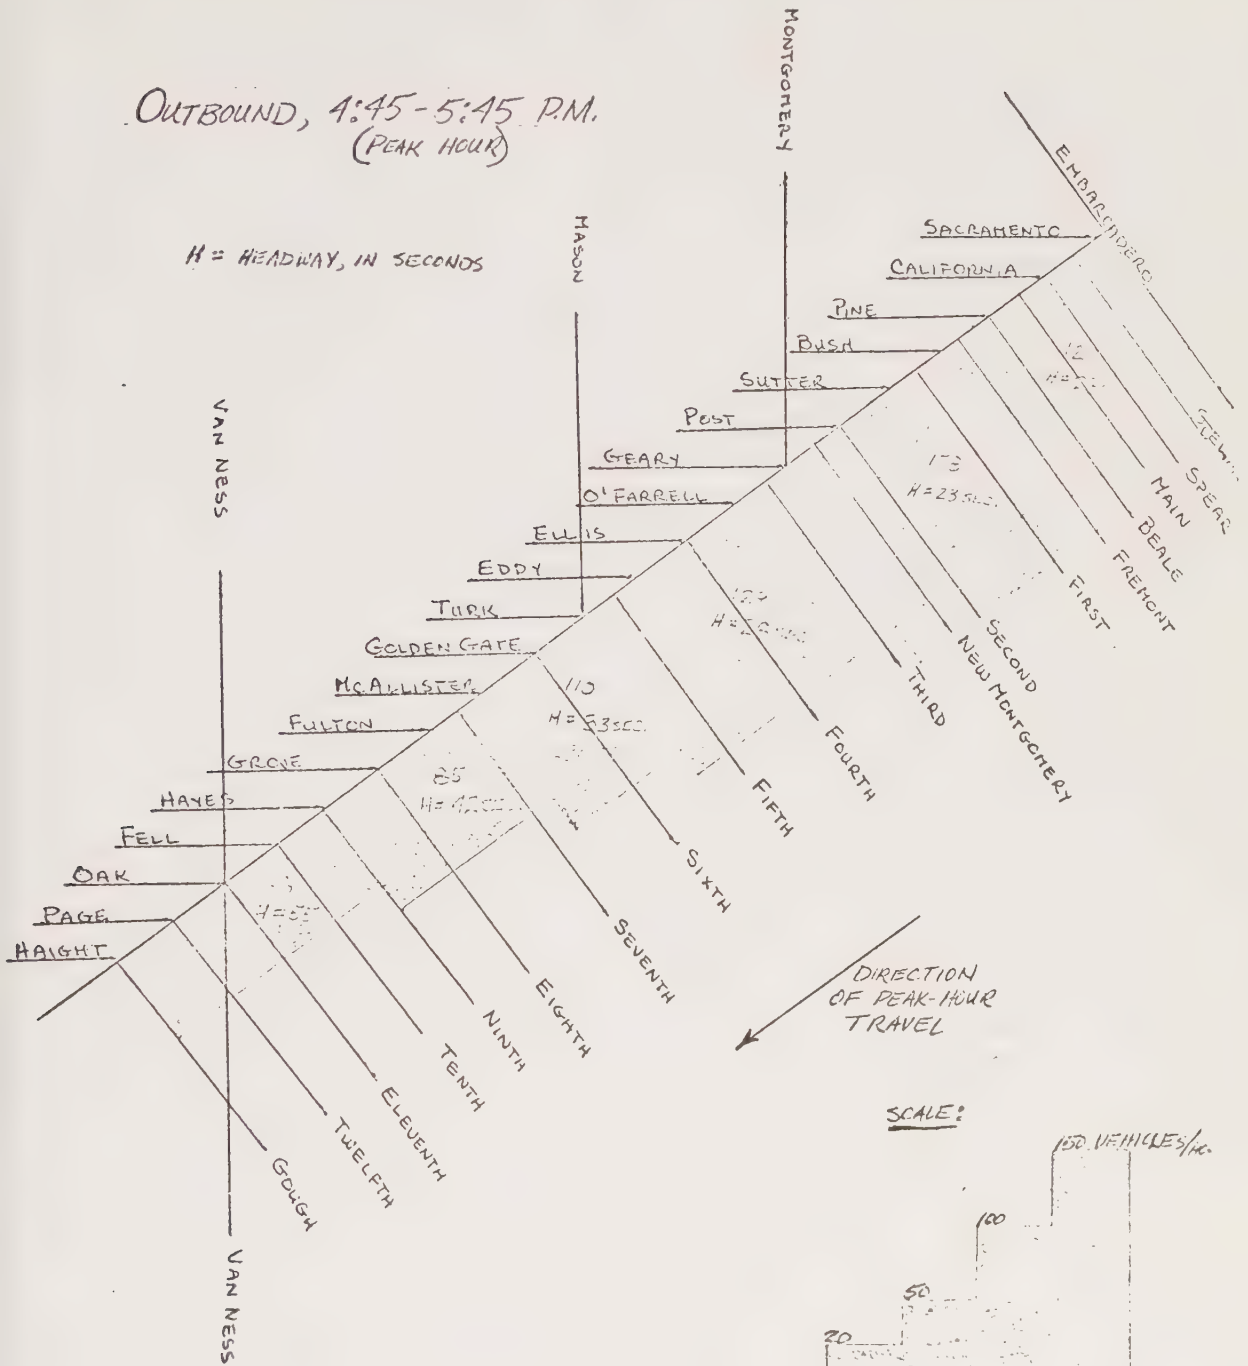 OUTBOUND, 4:45-5:45 P.M.
(PEAK HOUR)
H = HEADWAY, IN SECONDS
MONTGOMERY
EMBARCADERO
MASON
VAN NESS
SACRAMENTO
CALIFORNIA
PINE
BUSH
SUTTER
POST
GEARY
O'FARRELL
ELLIS
EDDY
TURK
GOLDEN GATE
McALLISTER
FULTON
GROVE
HAYES
FELL
OAK
PAGE
HAIGHT
H=23 SEC.
110
H=33 SEC.
85
SPEAR
MAIN
BEALE
FREMONT
FIRST
SECOND
NEW MONTGOMERY
THIRD
FOURTH
FIFTH
SIXTH
SEVENTH
EIGHTH
NINTH
TENTH
ELEVENTH
TWELFTH
GOUGH
VAN NESS
DIRECTION
OF PEAK-HOUR
TRAVEL
SCALE:
150 VEHICLES/HR.
100
50
20